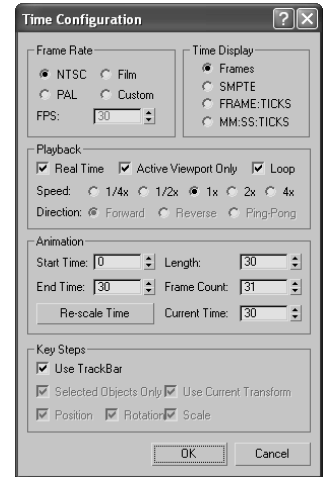 Time Configuration
Frame Rate
NTSC Film
PAL Custom
FPS: 30
Time Display
Frames
SMPTE
FRAME:TICKS
MM:SS:TICKS
Playback
Real Time Active Viewport Only Loop
Speed: 1/4x 1/2x 1x 2x 4x
Direction: Forward Reverse Ping-Pong
Animation
Start Time: 0 Length: 30
End Time: 30 Frame Count: 31
Re-scale Time Current Time: 30
Key Steps
Use TrackBar
Selected Objects Only Use Current Transform
Position Rotation Scale
OK Cancel